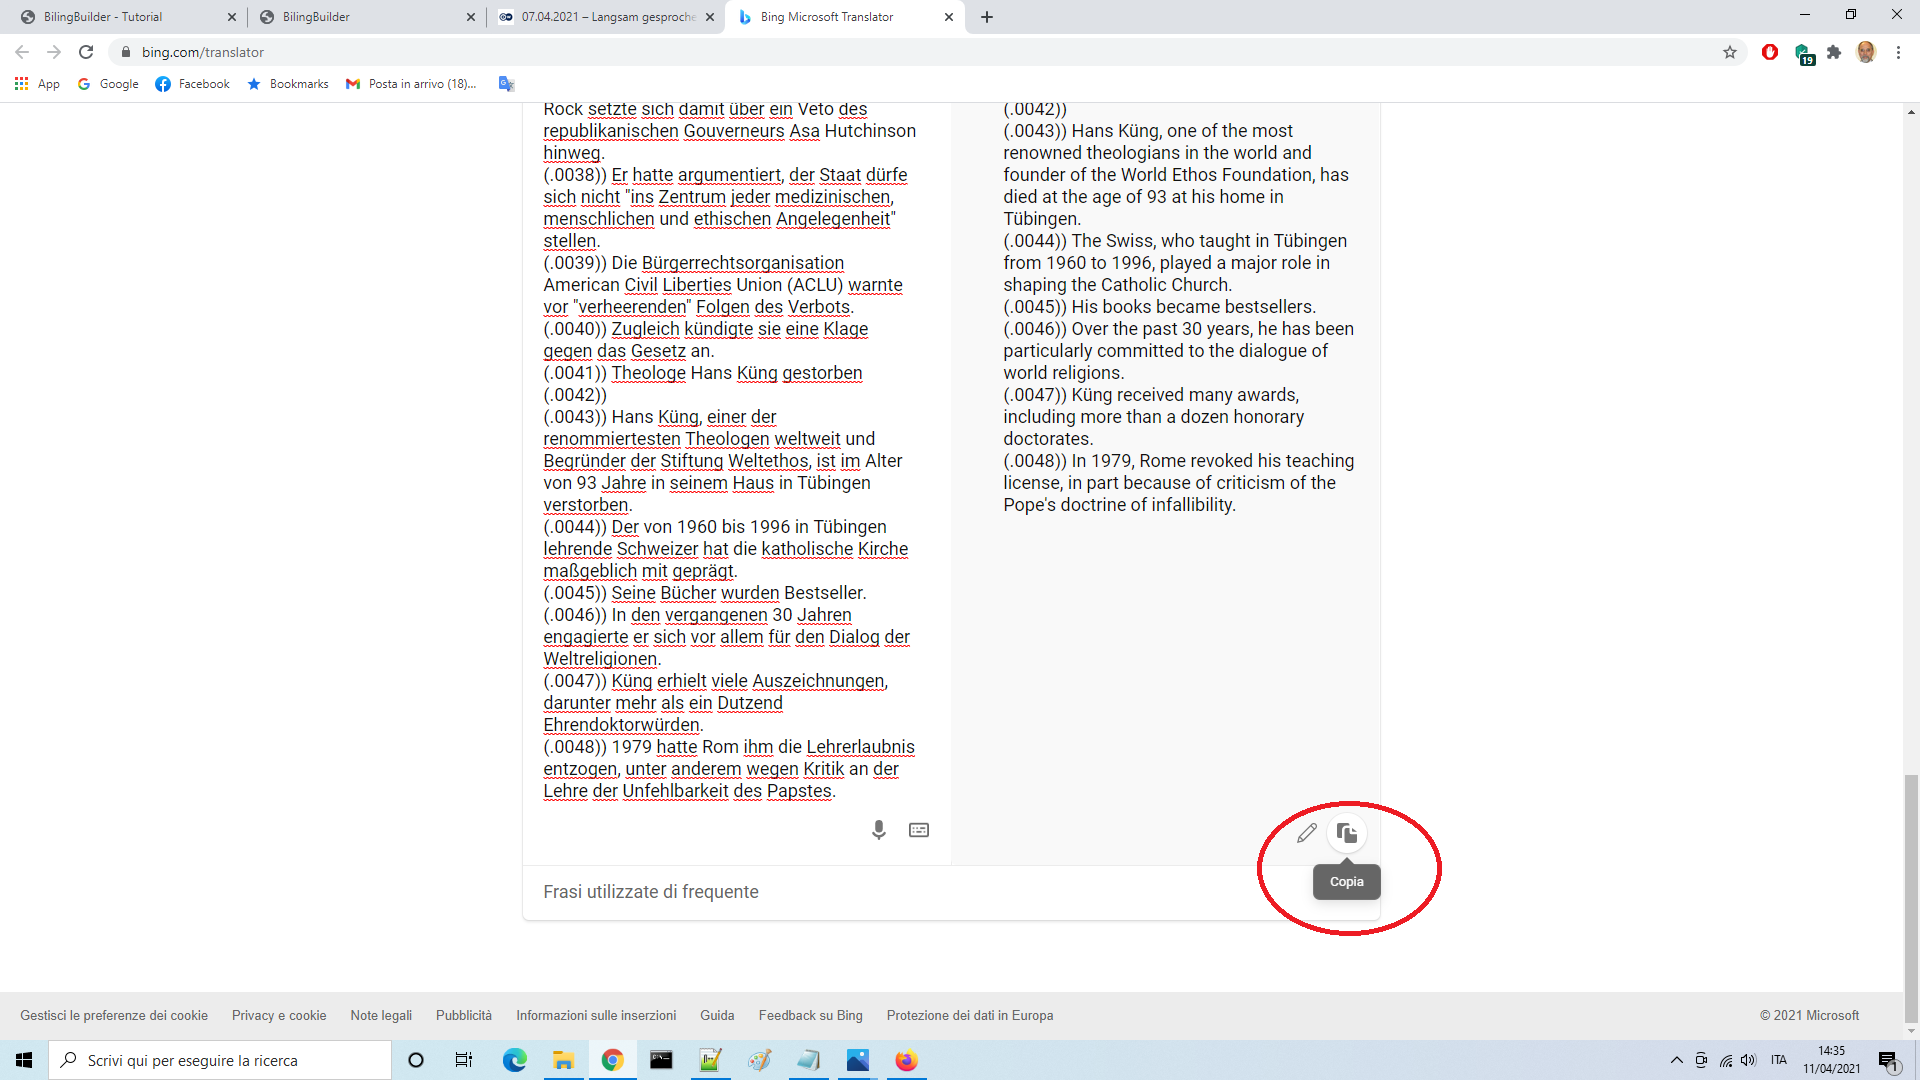 BilingBuilder - Tutorial
BilingBuilder
07.04.2021 – Langsam gesproche
Bing Microsoft Translator
bing.com/translator
19
App
Google
Facebook
Bookmarks
Posta in arrivo (18)...
Rock setzte sich damit über ein Veto des
republikanischen Gouverneurs Asa Hutchinson
hinweg.
(.0038)) Er hatte argumentiert, der Staat dürfe
sich nicht "ins Zentrum jeder medizinischen,
menschlichen und ethischen Angelegenheit"
stellen.
(.0039)) Die Bürgerrechtsorganisation
American Civil Liberties Union (ACLU) warnte
vor "verheerenden" Folgen des Verbots.
(.0040)) Zugleich kündigte sie eine Klage
gegen das Gesetz an.
(.0041)) Theologe Hans Küng gestorben
(.0042))
(.0043)) Hans Küng, einer der
renommiertesten Theologen weltweit und
Begründer der Stiftung Weltethos, ist im Alter
von 93 Jahre in seinem Haus in Tübingen
verstorben.
(.0044)) Der von 1960 bis 1996 in Tübingen
lehrende Schweizer hat die katholische Kirche
maßgeblich mit geprägt.
(.0045)) Seine Bücher wurden Bestseller.
(.0046)) In den vergangenen 30 Jahren
engagierte er sich vor allem für den Dialog der
Weltreligionen.
(.0047)) Küng erhielt viele Auszeichnungen,
darunter mehr als ein Dutzend
Ehrendoktorwürden.
(.0048)) 1979 hatte Rom ihm die Lehrerlaubnis
entzogen, unter anderem wegen Kritik an der
Lehre der Unfehlbarkeit des Papstes.
(.0042))
(.0043)) Hans Küng, one of the most
renowned theologians in the world and
founder of the World Ethos Foundation, has
died at the age of 93 at his home in
Tübingen.
(.0044)) The Swiss, who taught in Tübingen
from 1960 to 1996, played a major role in
shaping the Catholic Church.
(.0045)) His books became bestsellers.
(.0046)) Over the past 30 years, he has been
particularly committed to the dialogue of
world religions.
(.0047)) Küng received many awards,
including more than a dozen honorary
doctorates.
(.0048)) In 1979, Rome revoked his teaching
license, in part because of criticism of the
Pope's doctrine of infallibility.
Copia
Frasi utilizzate di frequente
Gestisci le preferenze dei cookie
Privacy e cookie
Note legali
Pubblicità
Informazioni sulle inserzioni
Guida
Feedback su Bing
Protezione dei dati in Europa
© 2021 Microsoft
Scrivi qui per eseguire la ricerca
ITA
14:35
11/04/2021
1